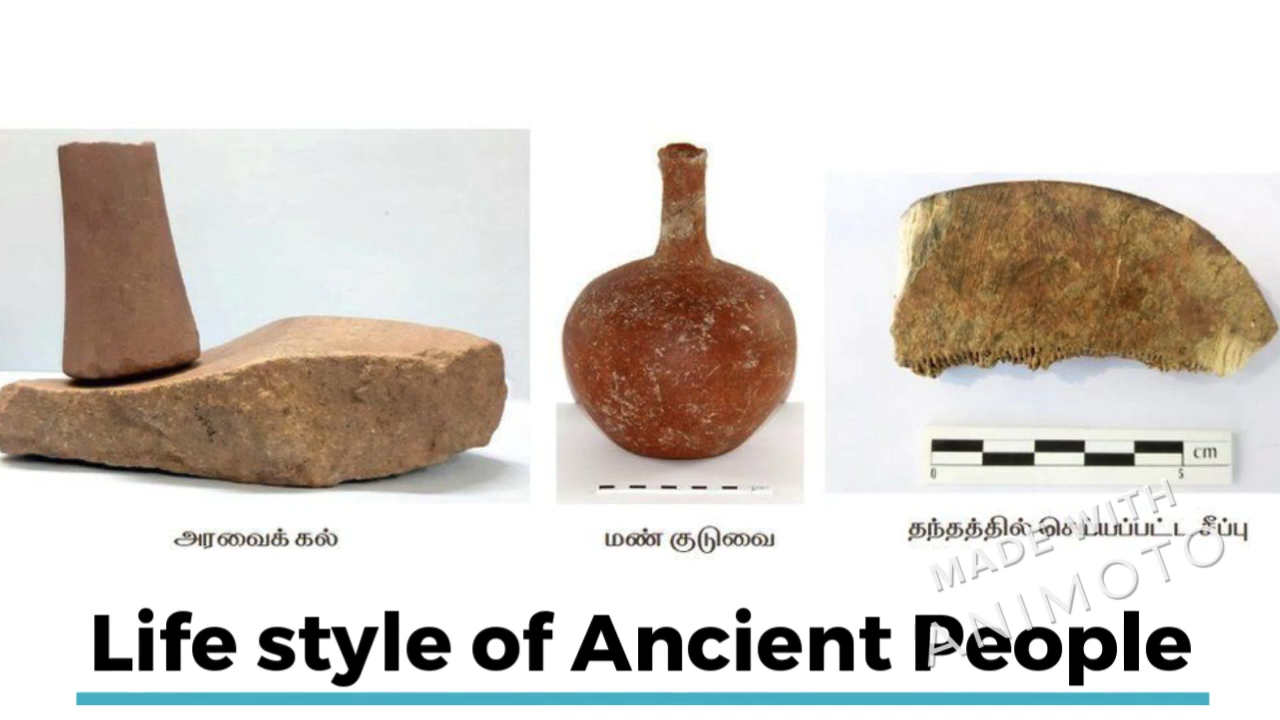 cm
0 5
அரவைக் கல்
மண் குடுவை
தந்தத்தில் செய்யப்பட்ட சீப்பு
MADE WITH
ANIMOTO
Life style of Ancient People